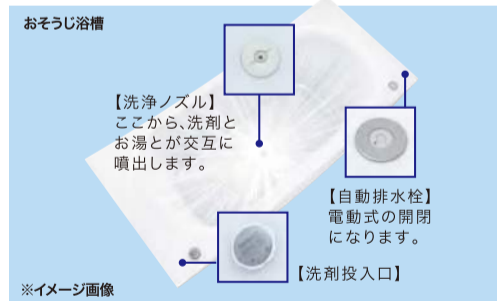 おそうじ浴槽
【洗浄ノズル】
ここから、洗剤と
お湯とが交互に
噴出します。
【自動排水栓】
電動式の開閉
になります。
【洗剤投入口】
※イメージ画像